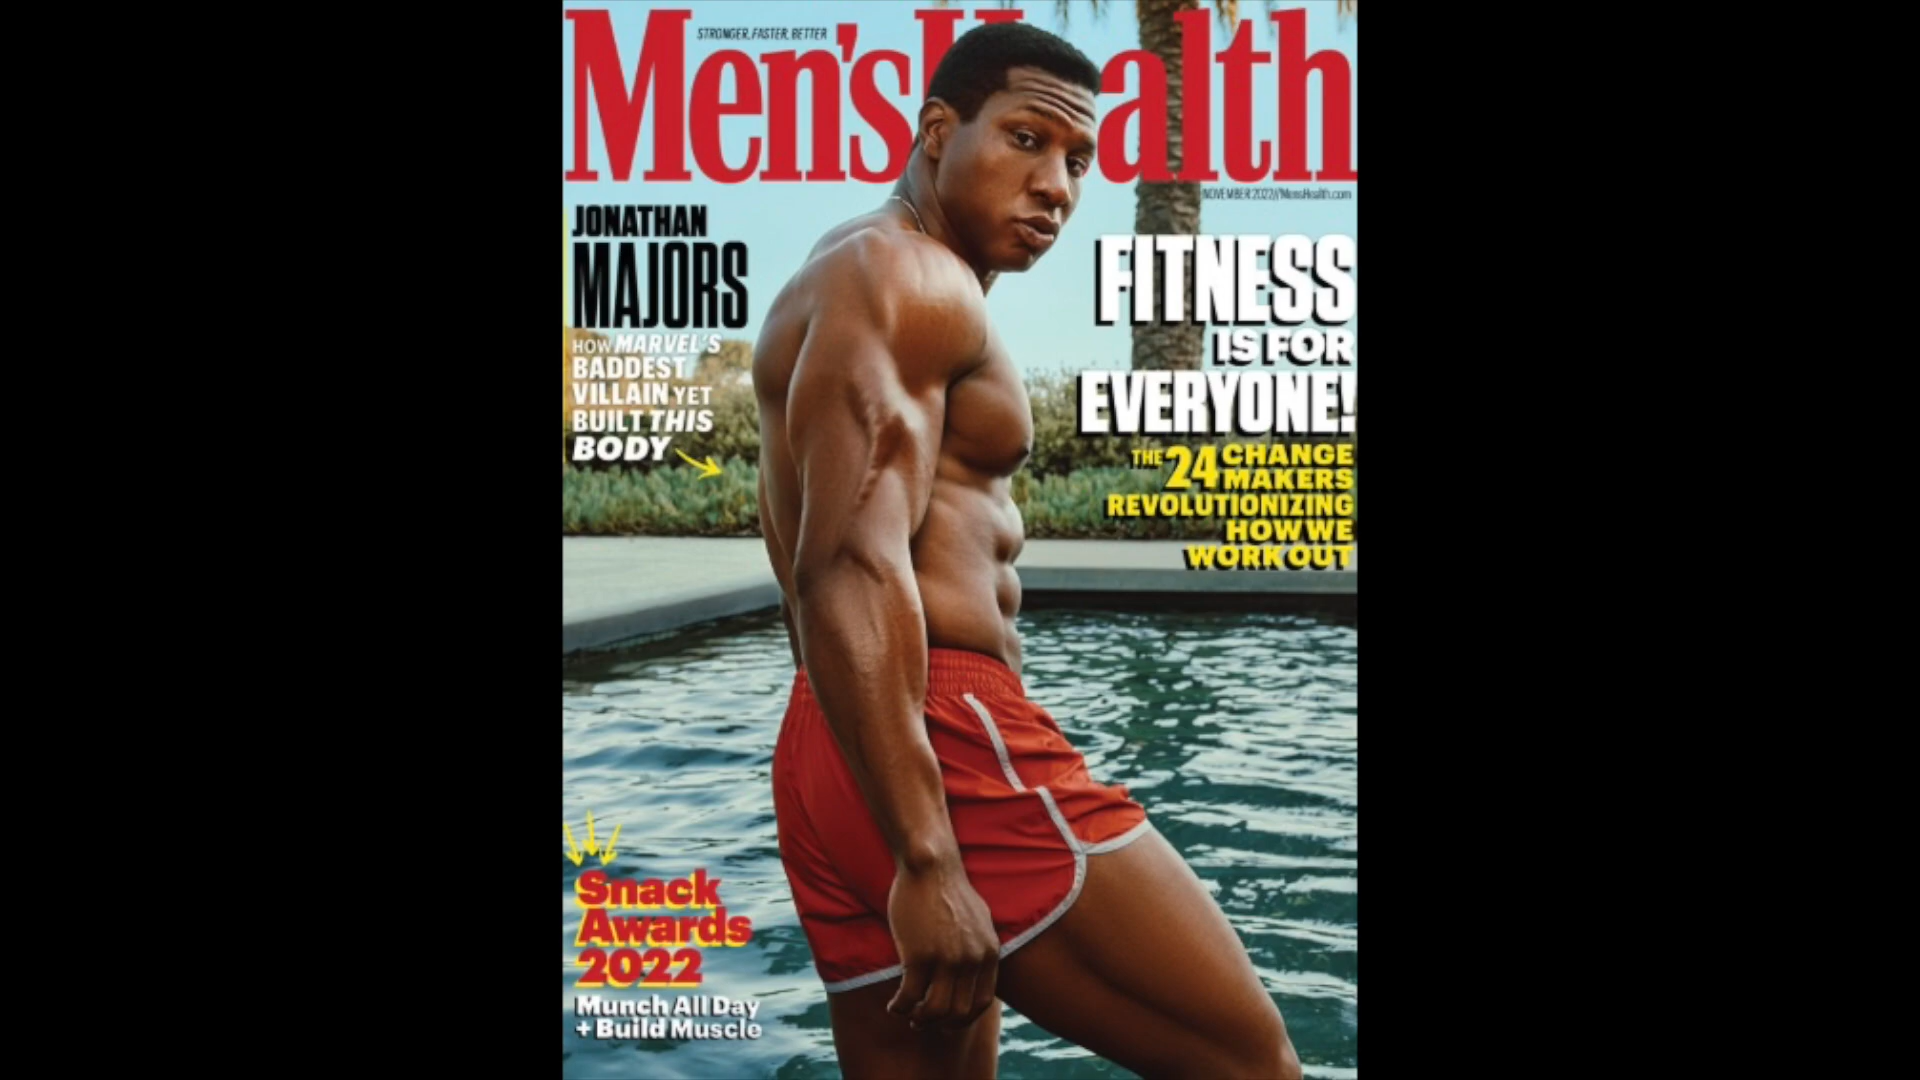 STRONGER. FASTER. BETTER
Men's Health
NOVEMBER 2022//MensHealth.com
JONATHAN
MAJORS
HOW MARVEL'S
BADDEST
VILLAIN YET
BUILT THIS
BODY
FITNESS
IS FOR
EVERYONE!
THE 24 CHANGE
MAKERS
REVOLUTIONIZING
HOW WE
WORK OUT
Snack
Awards
2022
Munch All Day
+ Build Muscle